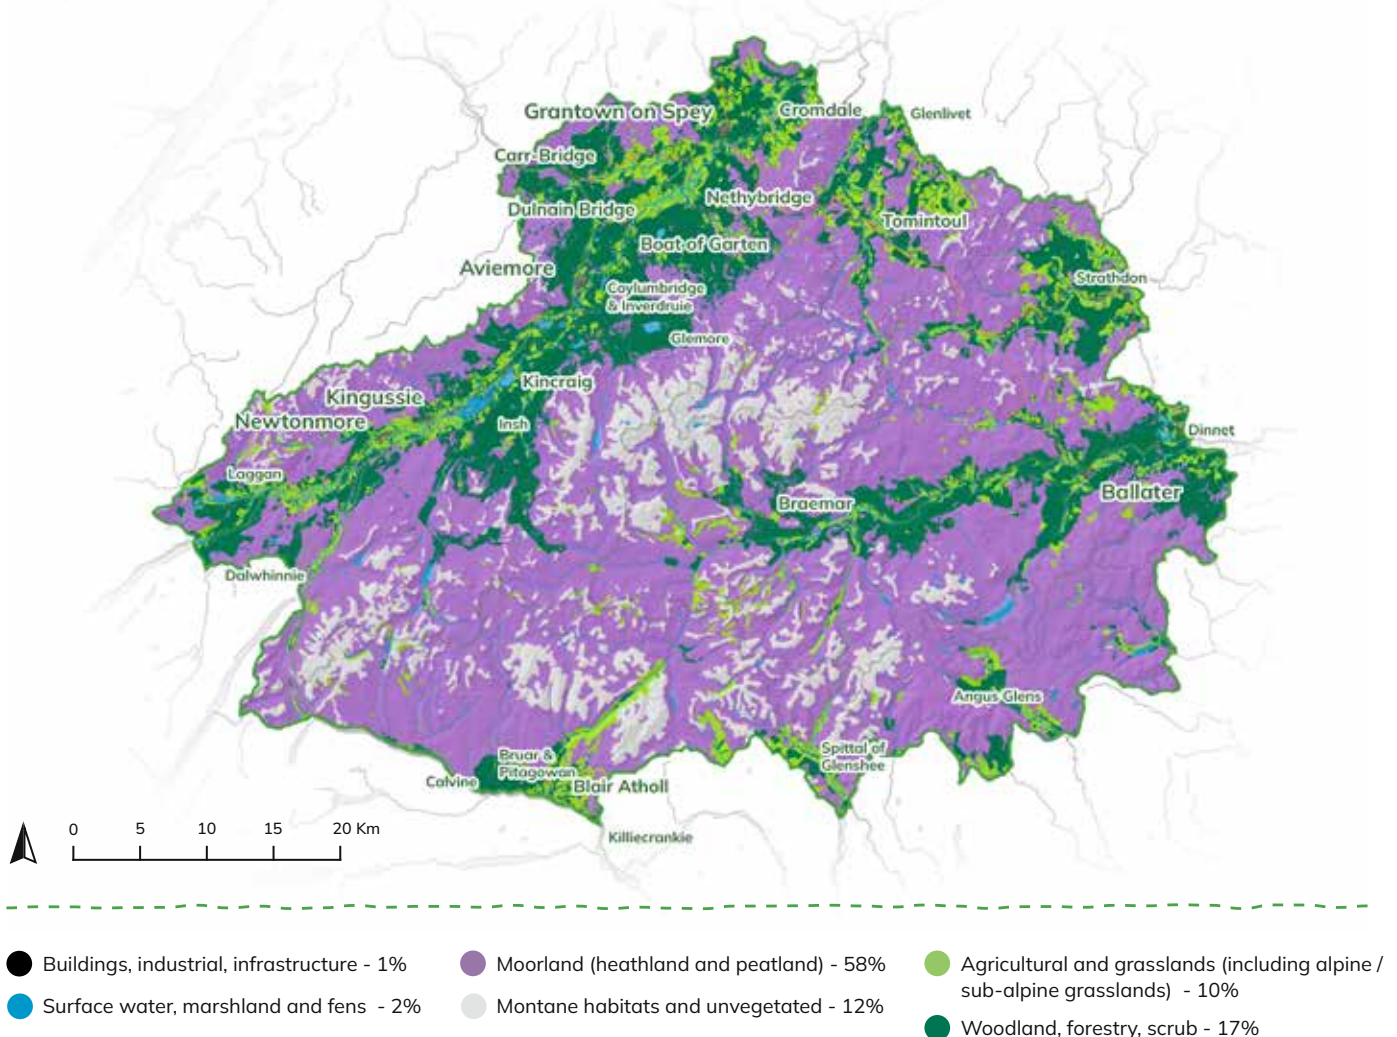 Grantown on Spey
Cromdale
Glenlivet
Carr-Bridge
Nethybridge
Dulnain Bridge
Tomintoul
Boat of Garten
Aviemore
Strathdon
Coylumbridge
& Inverdruie
Glemore
Kincraig
Kingussie
Newtonmore
Insh
Dinnet
Laggan
Ballater
Braemar
Dalwhinnie
Angus Glens
Spittal of
Glenshee
Bruar &
Pitagowan
Calvine
Blair Atholl
Killiecrankie
0 5 10 15 20 Km
Buildings, industrial, infrastructure - 1%
Surface water, marshland and fens - 2%
Moorland (heathland and peatland) - 58%
Montane habitats and unvegetated - 12%
Agricultural and grasslands (including alpine /
sub-alpine grasslands) - 10%
Woodland, forestry, scrub - 17%